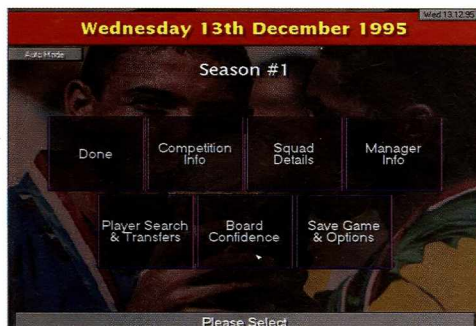 Wed 13.12.95
Wednesday 13th December 1995
Auto Mode
Season #1
Done
Competition
Info
Squad
Details
Manager
Info
Player Search
& Transfers
Board
Confidence
Save Game
& Options
Please Select